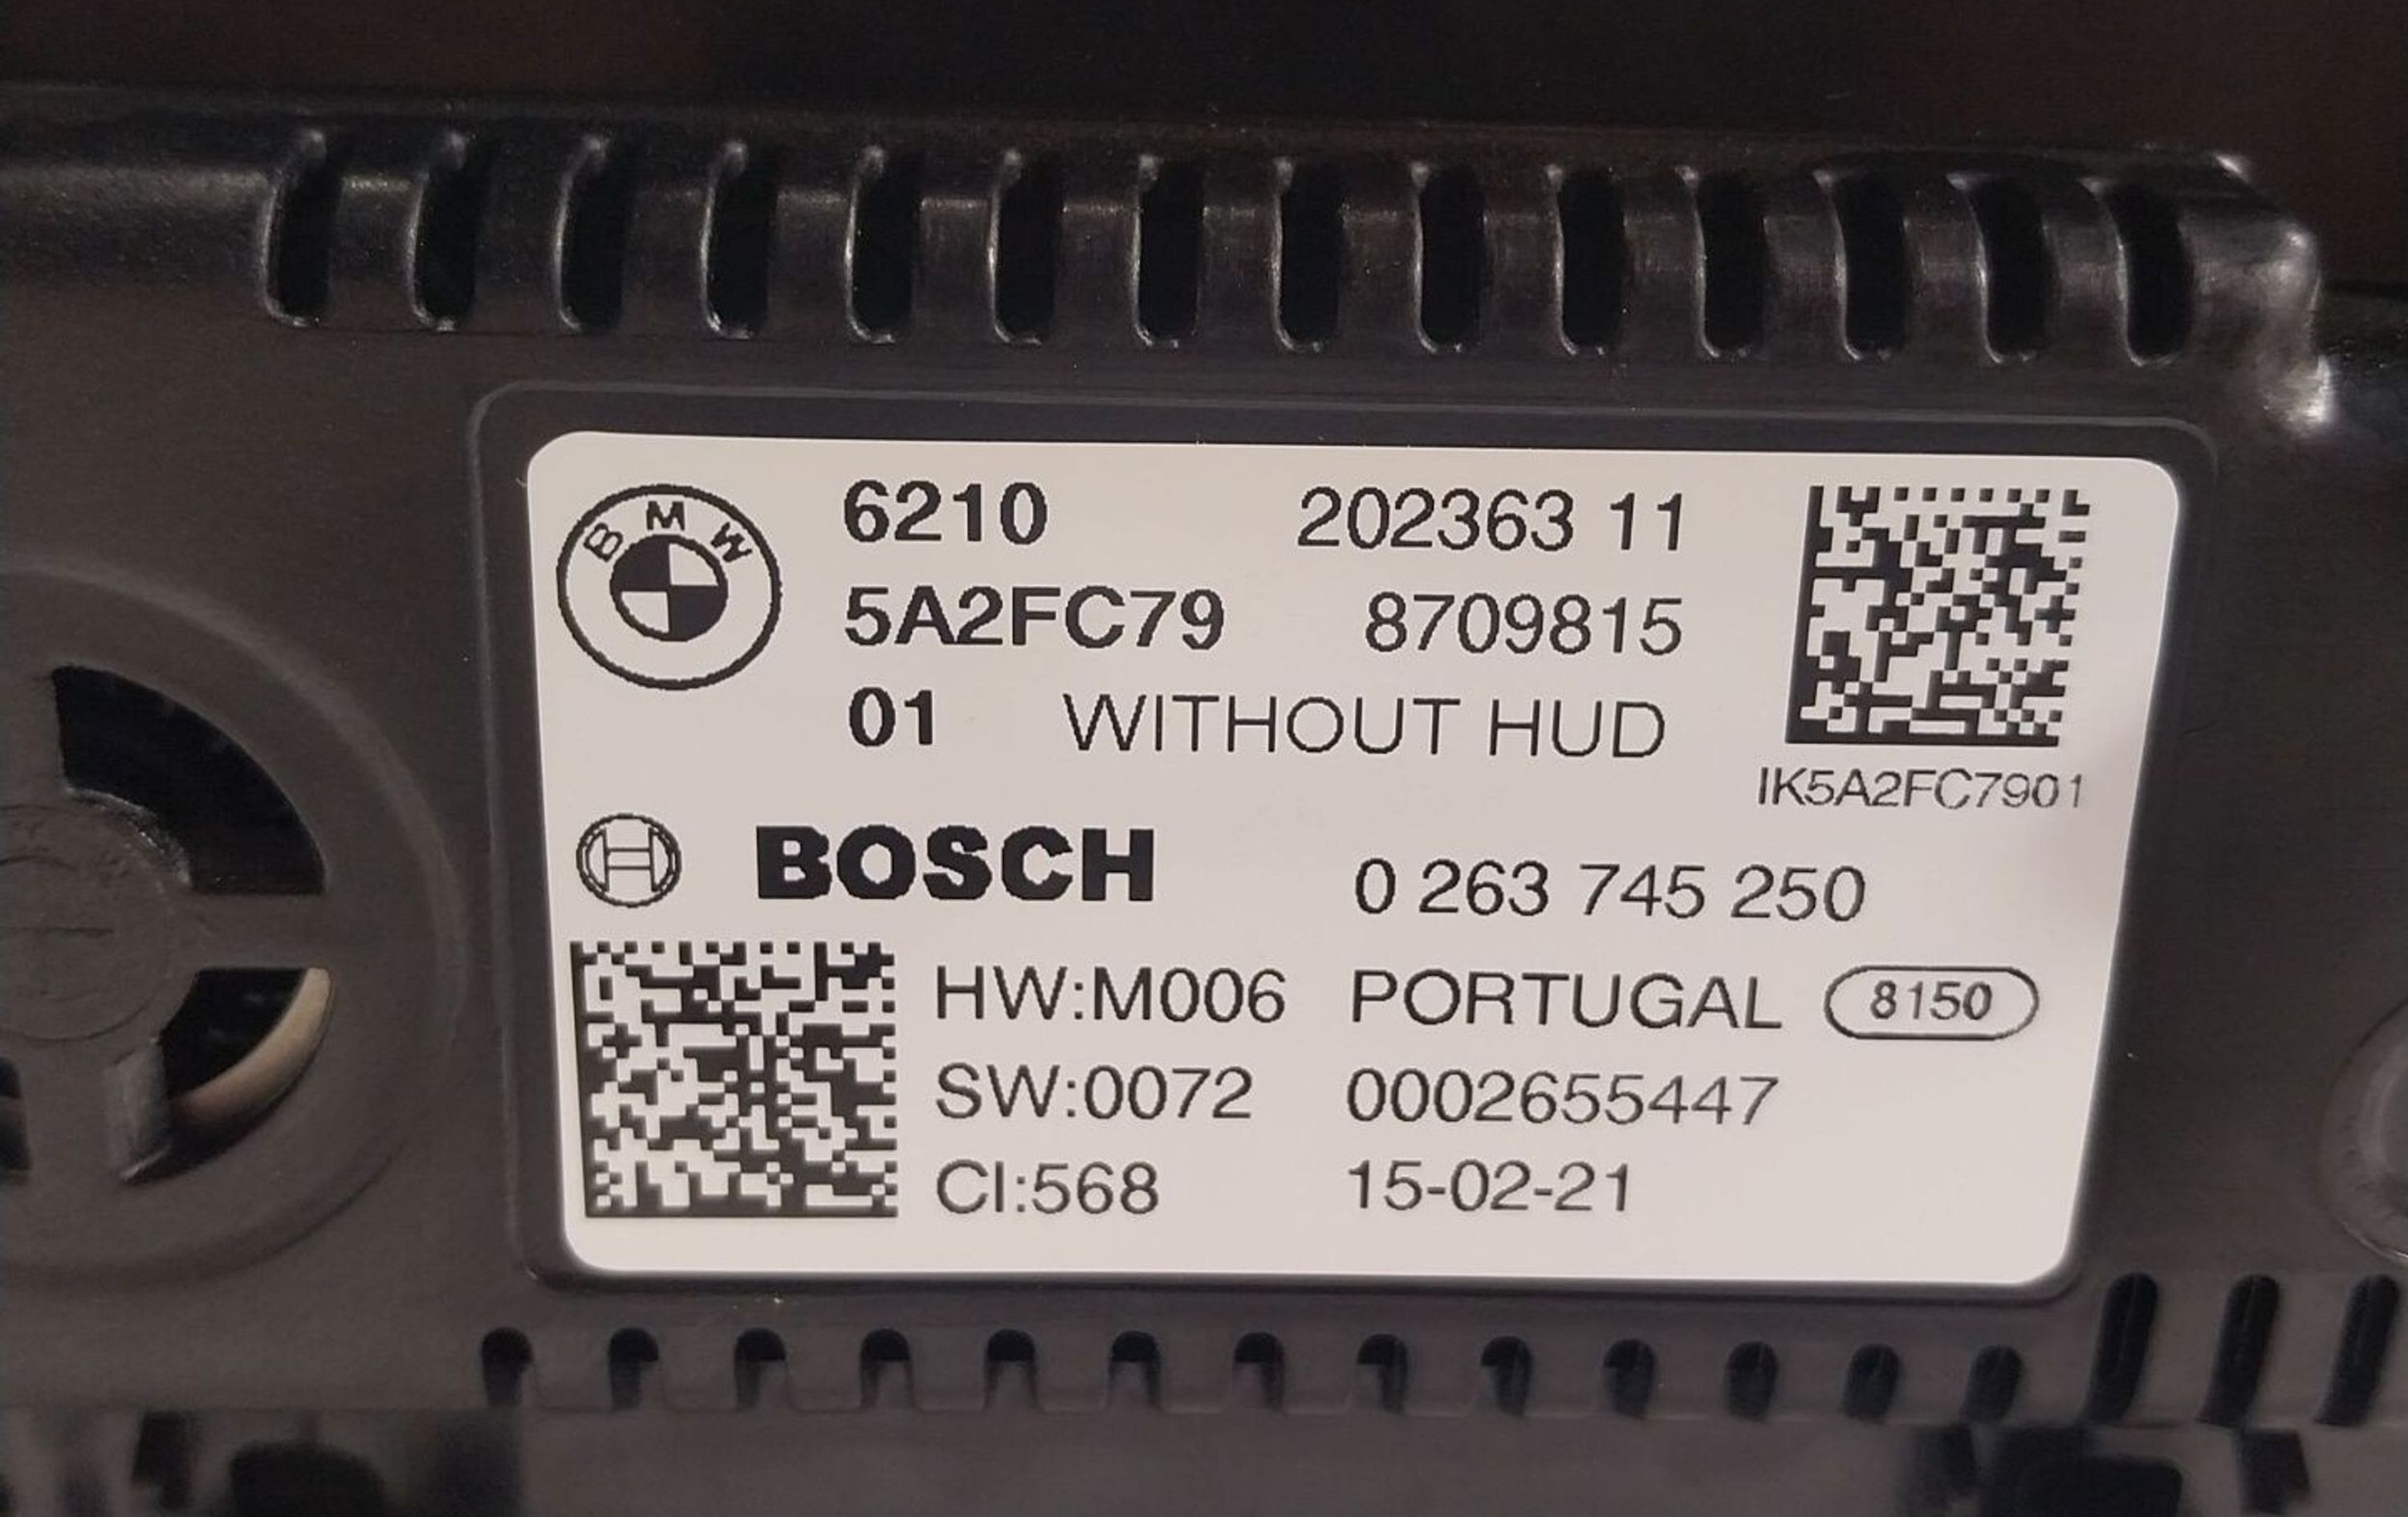 BMW
6210 202363 11
5A2FC79 8709815
01 WITHOUT HUD
IK5A2FC7901
BOSCH 0 263 745 250
HW:M006 PORTUGAL 8150
SW:0072 0002655447
CI:568 15-02-21